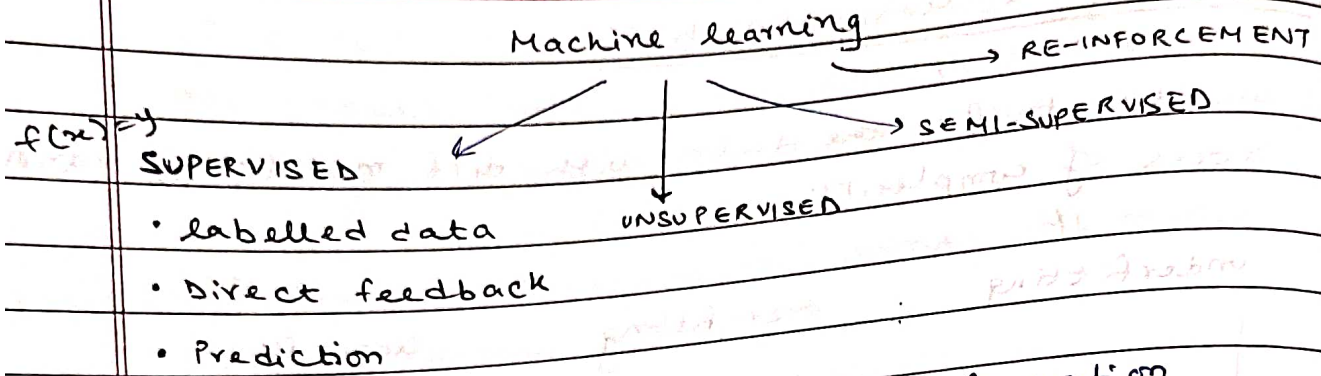 Machine learning
RE-INFORCEMENT
f(x)=y
SEMI-SUPERVISED
SUPERVISED
UNSUPERVISED
• labelled data
• Direct feedback
• Prediction